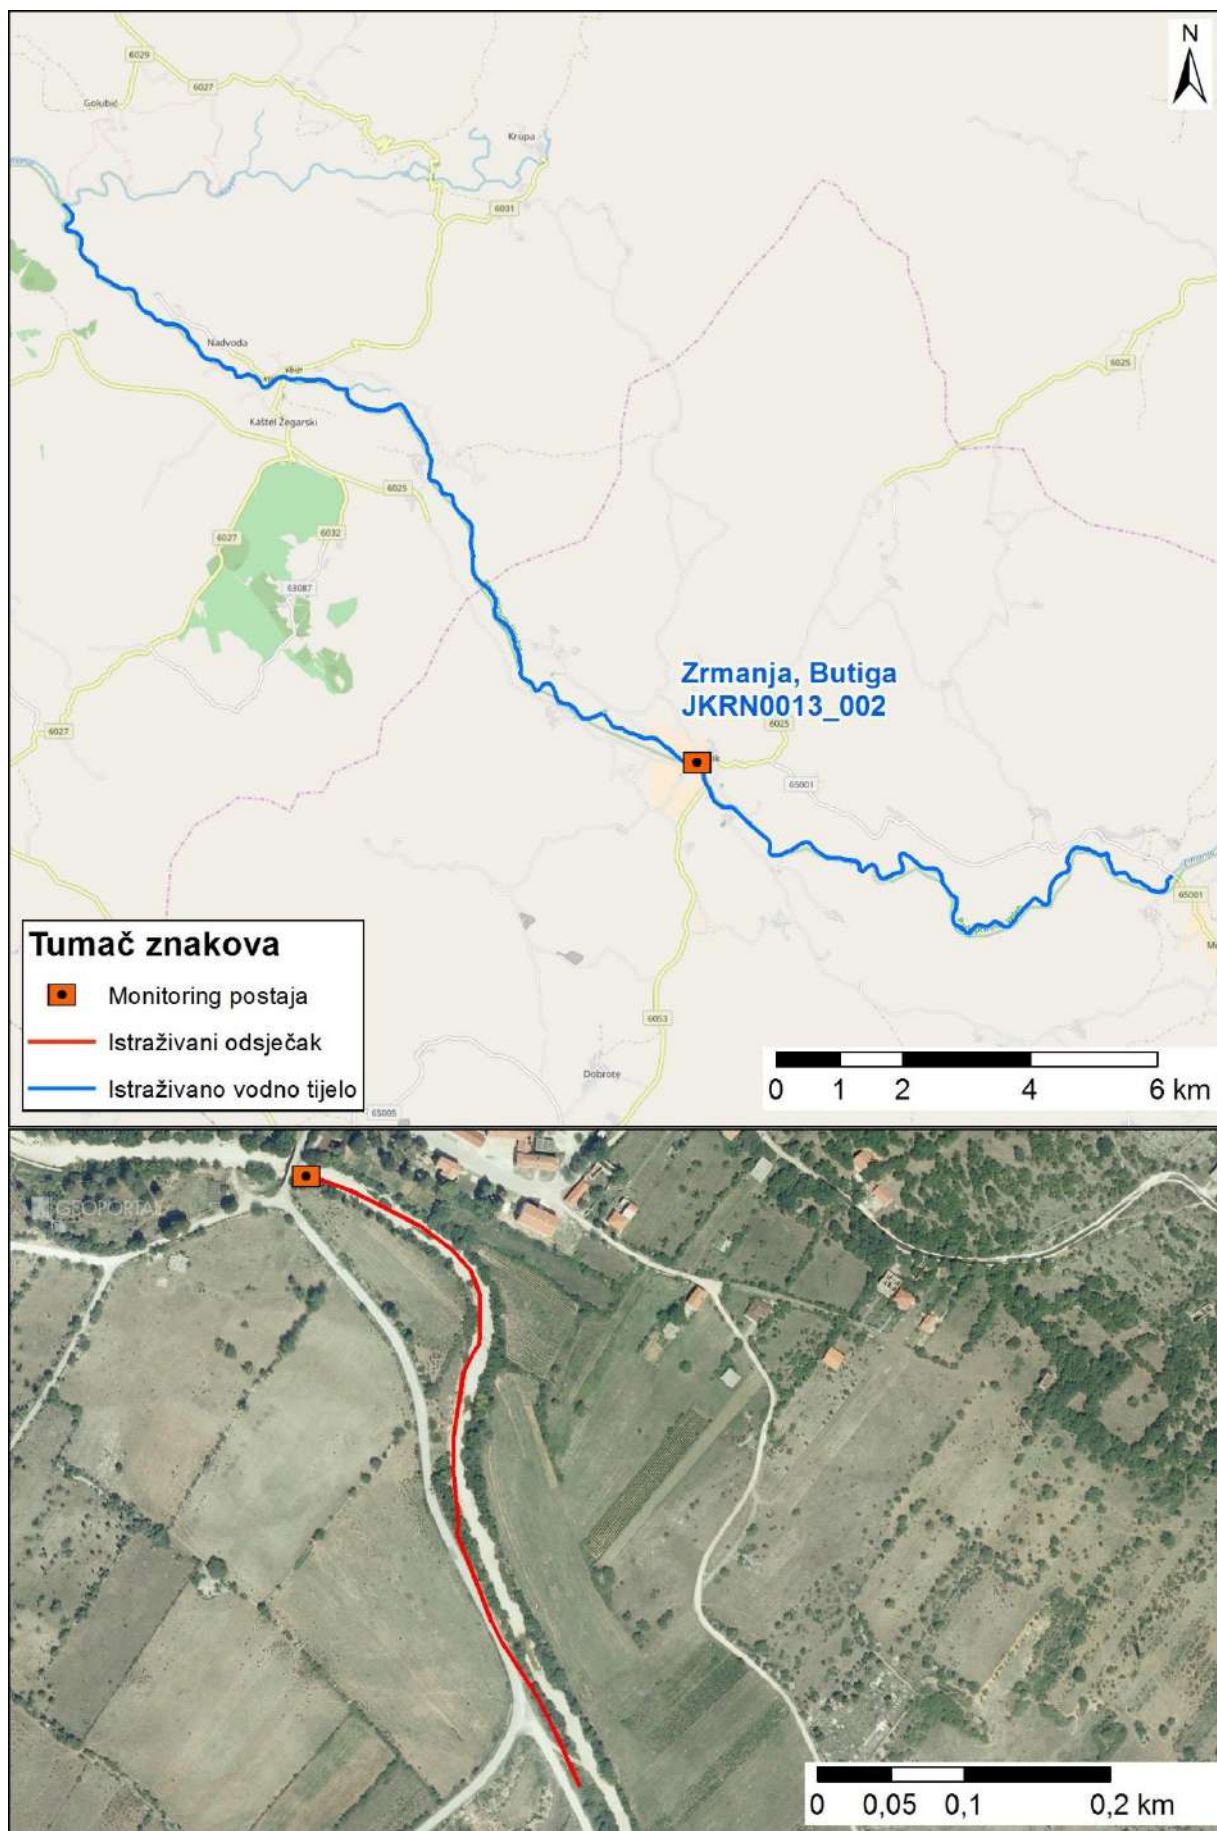 N
6029
6027
Golubić
Krupa
6031
Nadvoda
Kaštel Žegarski
6025
6025
6027
6032
63087
Zrmanja, Butiga
JKRN0013_002
6027
6025
65001
65001
6053
Dobrote
65005
Tumač znakova
Monitoring postaja
Istraživani odsječak
Istraživano vodno tijelo
0 1 2 4 6 km
GEOPORTAL
0 0,05 0,1 0,2 km